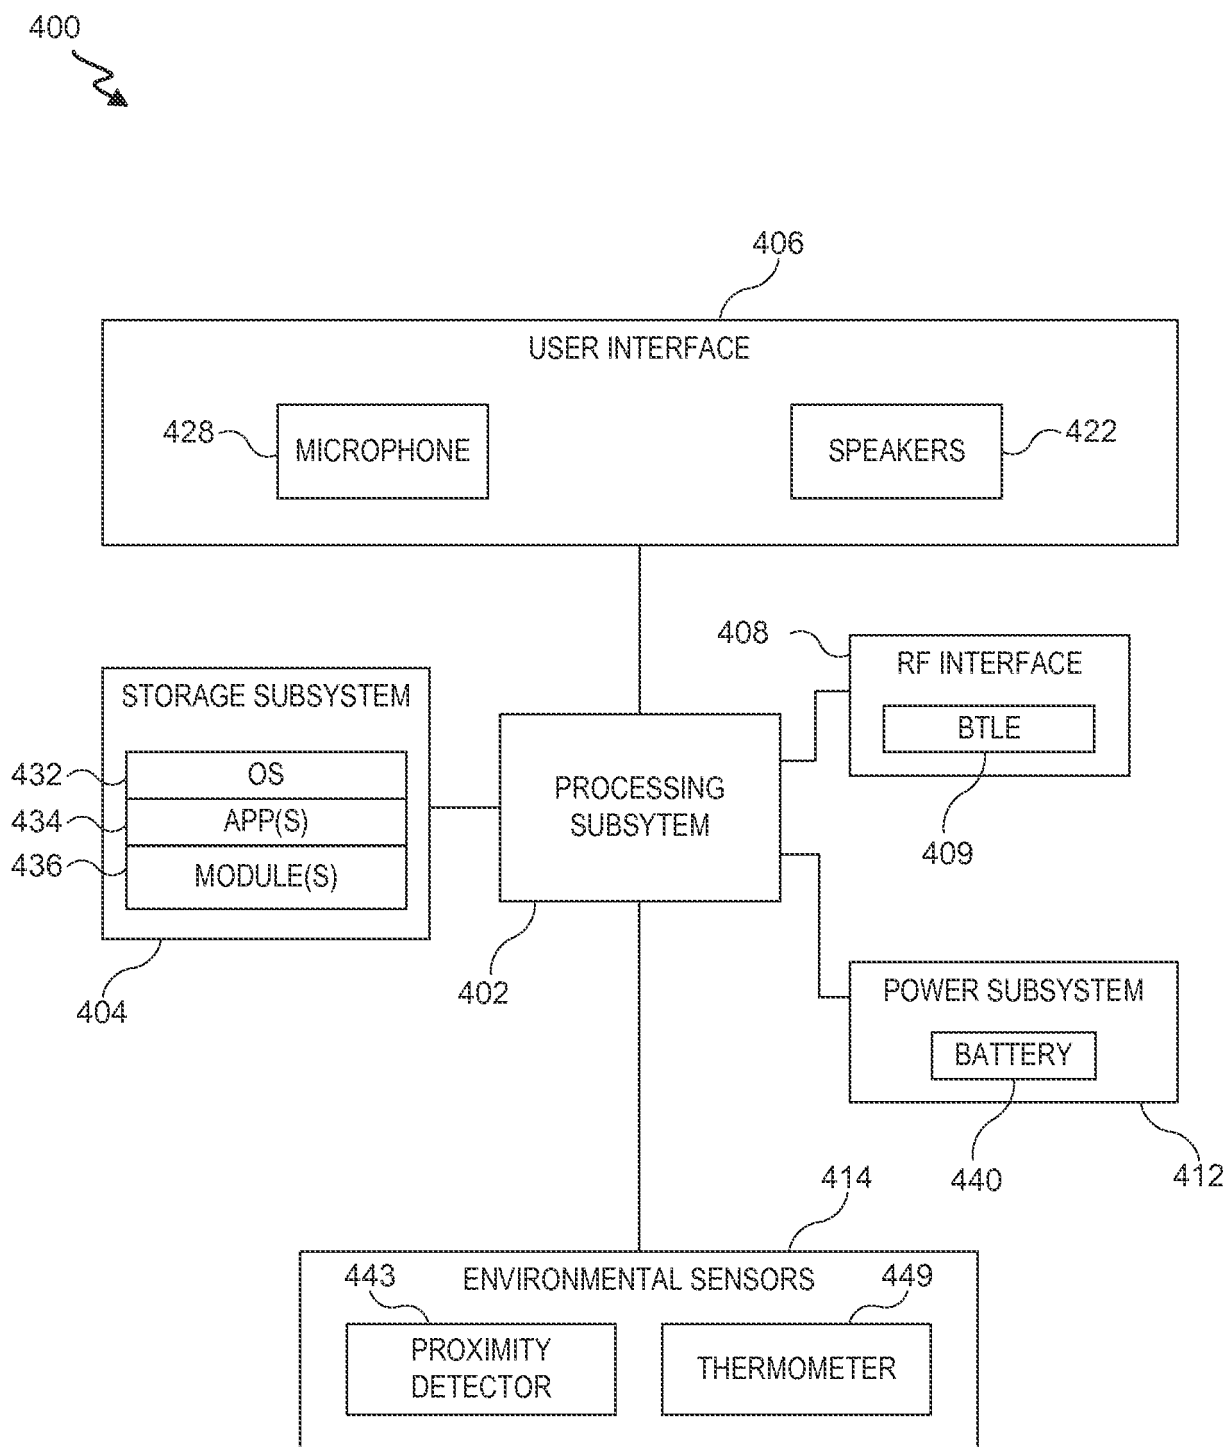 400
406
USER INTERFACE
428
MICROPHONE
SPEAKERS
422
408
RF INTERFACE
BTLE
409
STORAGE SUBSYSTEM
432
OS
434
APP(S)
436
MODULE(S)
404
PROCESSING
SUBSYTEM
402
POWER SUBSYSTEM
BATTERY
440
412
414
ENVIRONMENTAL SENSORS
443
449
PROXIMITY
DETECTOR
THERMOMETER